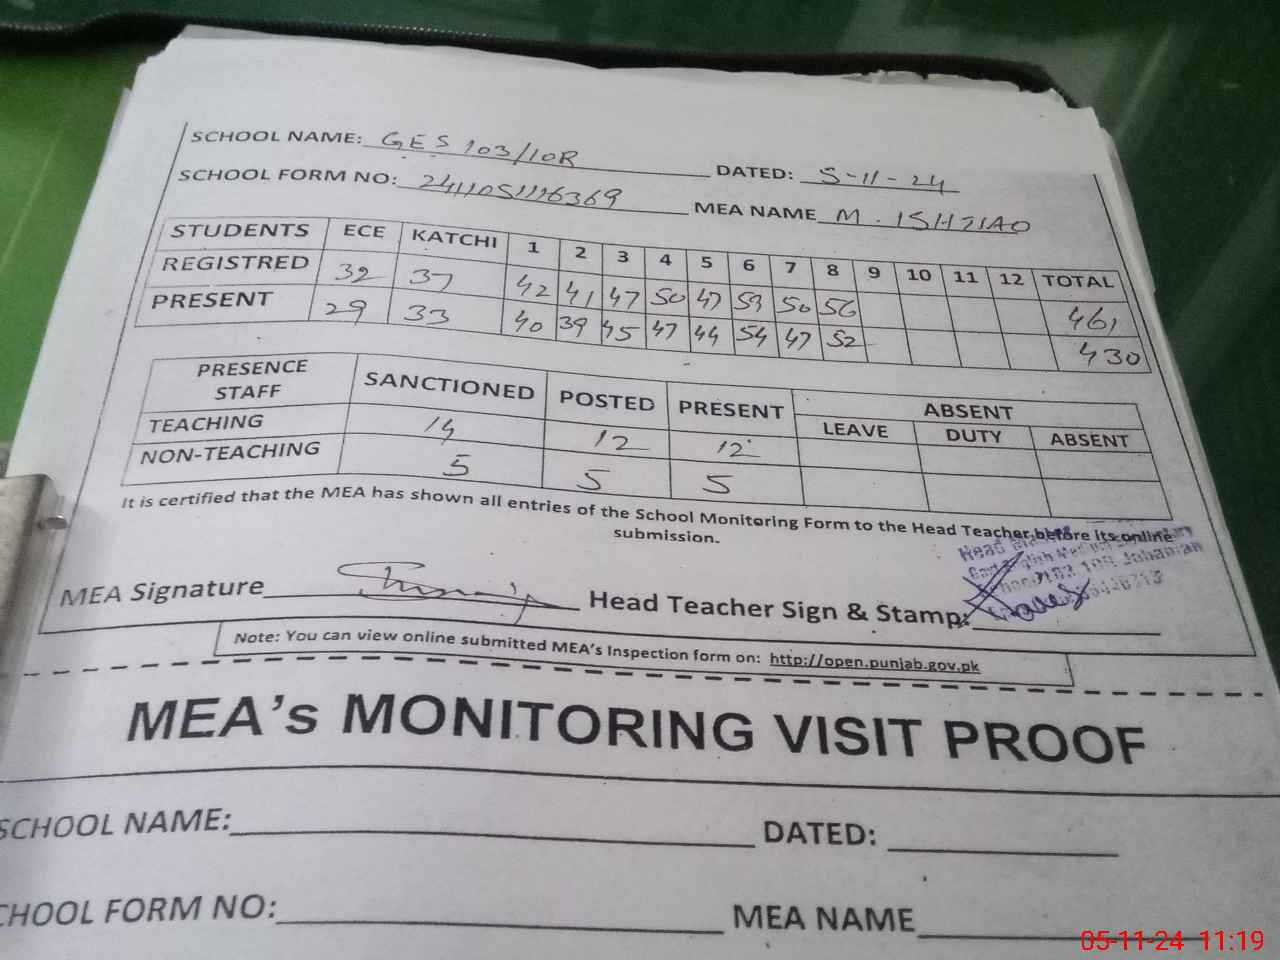 SCHOOL NAME: GES 103/10R DATED: 5-11-24
SCHOOL FORM NO: 2411051116369 MEA NAME M. ISHTIAQ
STUDENTS ECE KATCHI 1 2 3 4 5 6 7 8 9 10 11 12 TOTAL
REGISTRED 32 37 42 41 47 50 47 59 50 56 461
PRESENT 29 33 40 39 45 47 44 54 47 52 430
PRESENCE STAFF SANCTIONED POSTED PRESENT ABSENT
LEAVE DUTY ABSENT
TEACHING 14 12 12
NON-TEACHING 5 5 5
It is certified that the MEA has shown all entries of the School Monitoring Form to the Head Teacher before its online
submission.
MEA Signature Head Teacher Sign & Stamp:
Head
Note: You can view online submitted MEA's Inspection form on: http://open.punjab.gov.pk
MEA's MONITORING VISIT PROOF
SCHOOL NAME: DATED:
CHOOL FORM NO: MEA NAME
05-11-24 11:19